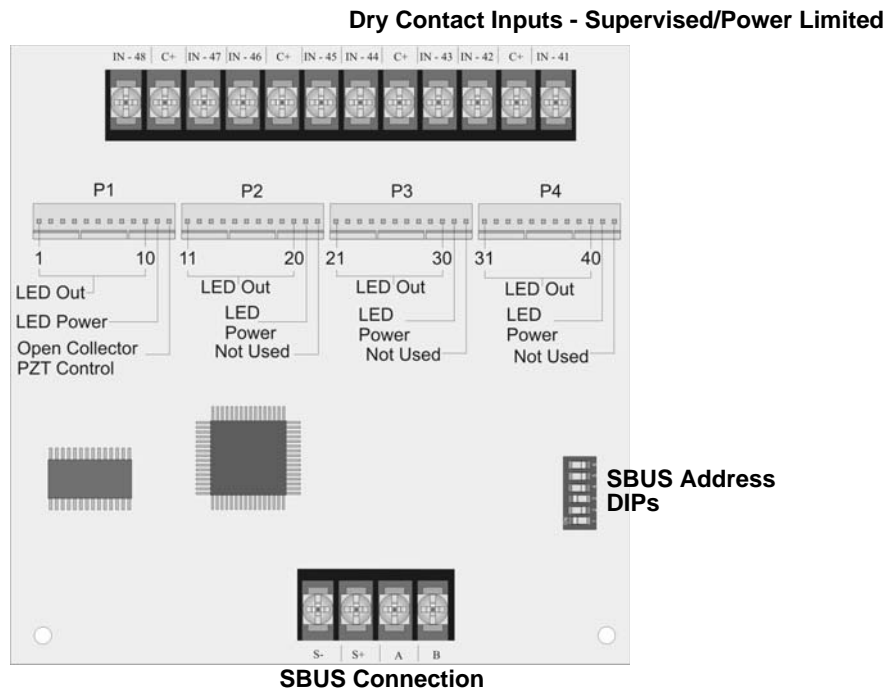 Dry Contact Inputs - Supervised/Power Limited
IN - 48 | C+ | IN - 47 | IN - 46 | C+ | IN - 45 | IN - 44 | C+ | IN - 43 | IN - 42 | C+ | IN - 41
P1 P2 P3 P4
1 10 11 20 21 30 31 40
LED Out LED Out LED Out LED Out
LED Power LED Power LED Power LED Power
Open Collector PZT Control Not Used Not Used Not Used
SBUS Address
DIPs
S- | S+ | A | B
SBUS Connection